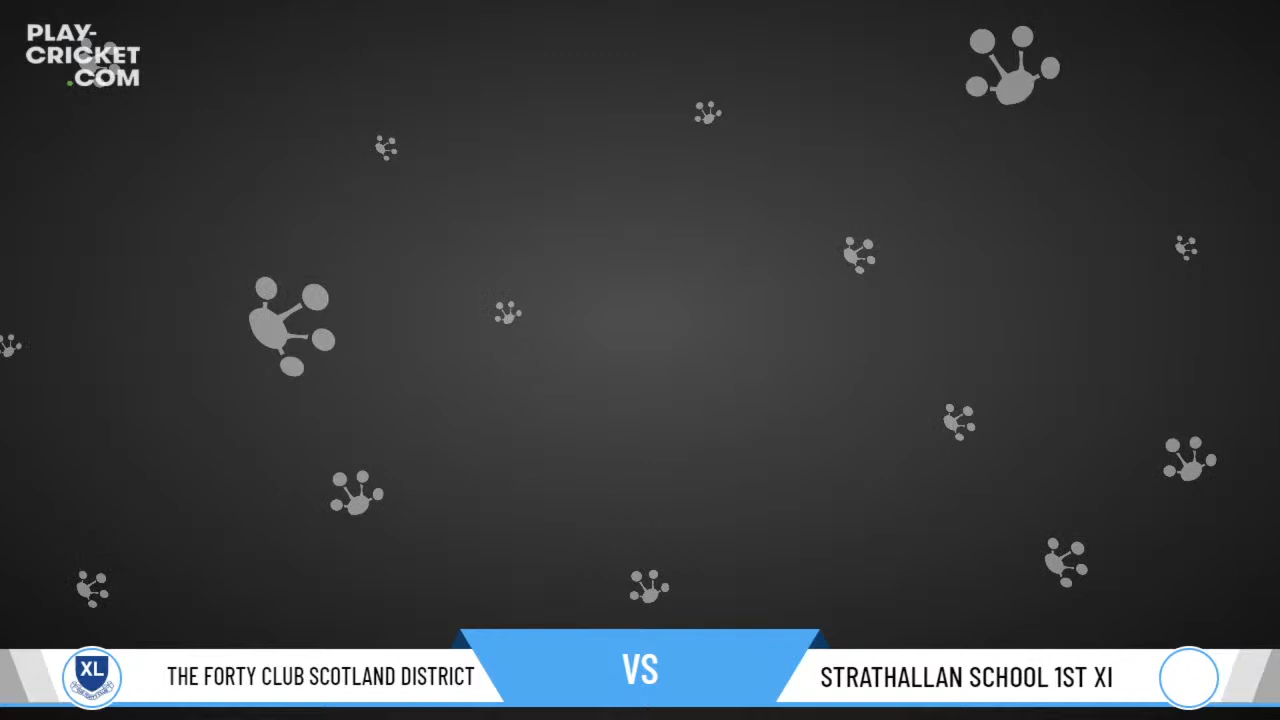 PLAY-
CRICKET
.COM
XL
THE FORTY CLUB SCOTLAND DISTRICT
VS
STRATHALLAN SCHOOL 1ST XI